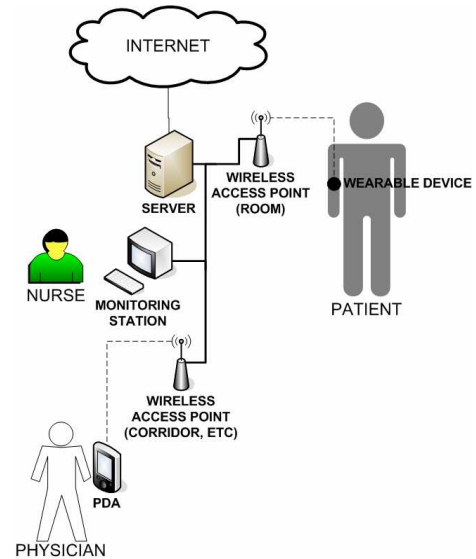 INTERNET
WIRELESS
ACCESS POINT
(ROOM)
WEARABLE DEVICE
SERVER
NURSE
MONITORING
STATION
PATIENT
WIRELESS
ACCESS POINT
(CORRIDOR, ETC)
PDA
PHYSICIAN